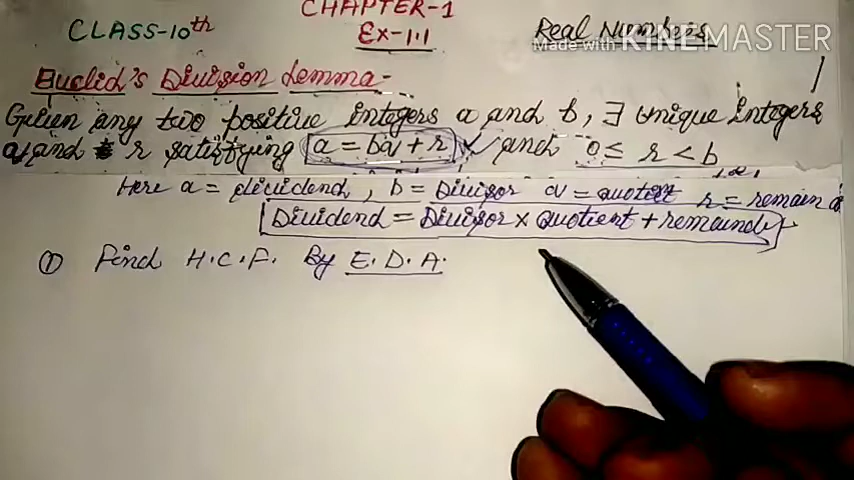 CHAPTER-1
CLASS-10th Ex-1.1 Real Numbers
Made with KINEMASTER
Euclid's Division Lemma-
Given any two positive integers a and b, ∃ unique integers
q and r satisfying a = bq + r and 0 ≤ r < b
Here a = dividend, b = Divisor q = quotient r = remain
Dividend = Divisor × quotient + remainder
① Find H.C.F. By E.D.A.